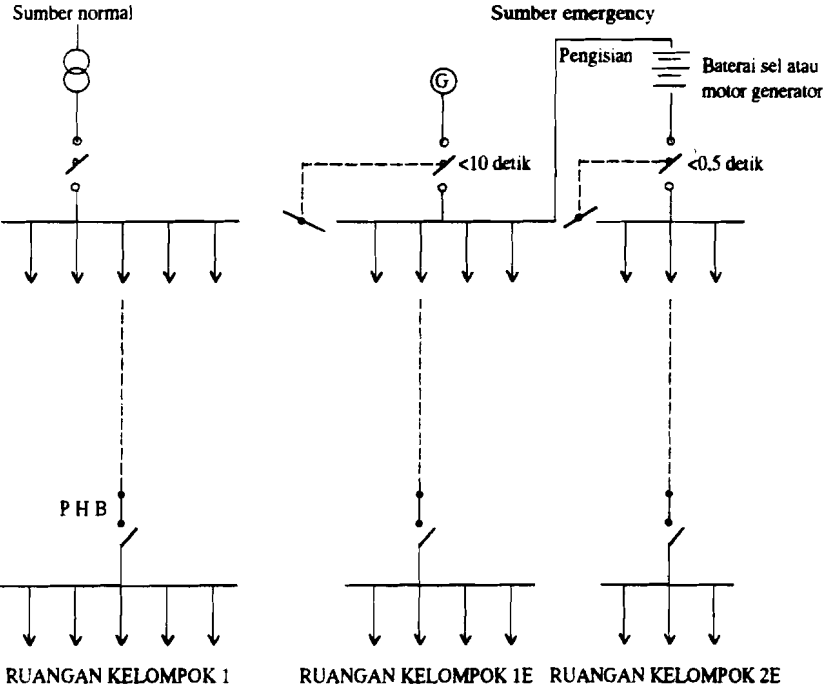 Sumber normal
Sumber emergency
Pengisian
Baterai sel atau
motor generator
G
<10 detik
<0,5 detik
P H B
RUANGAN KELOMPOK 1
RUANGAN KELOMPOK 1E
RUANGAN KELOMPOK 2E